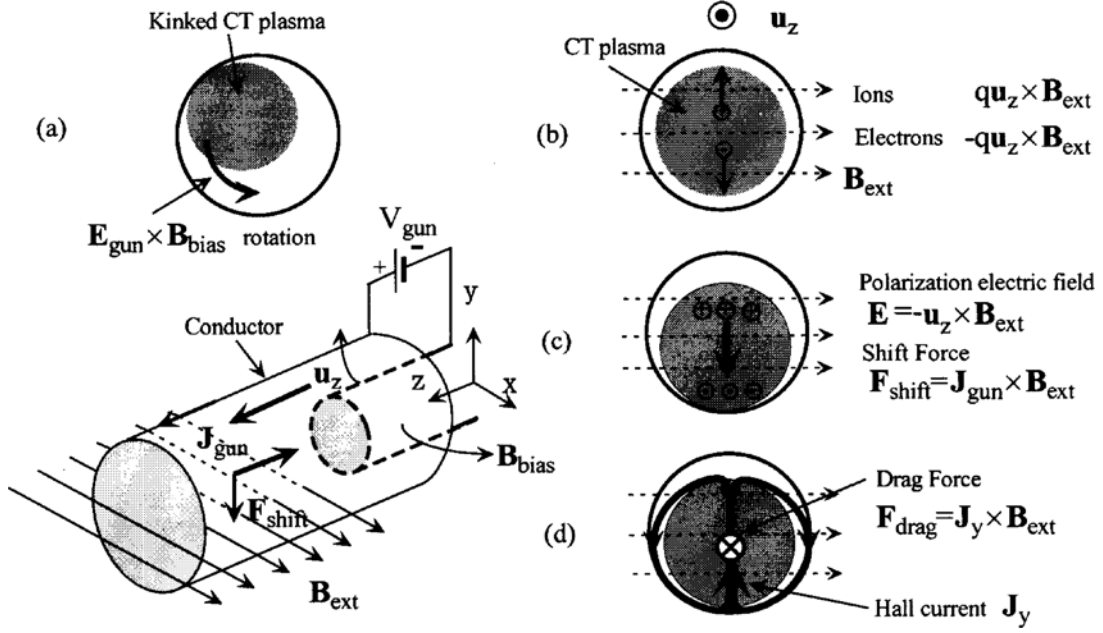 Kinked CT plasma
(a)
E_gun × B_bias rotation
V_gun
+
-
y
x
z
Conductor
u_z
J_gun
F_shift
B_bias
B_ext
u_z
CT plasma
(b)
Ions qu_z × B_ext
Electrons -qu_z × B_ext
B_ext
(c)
Polarization electric field
E =-u_z × B_ext
Shift Force
F_shift=J_gun × B_ext
(d)
Drag Force
F_drag=J_y × B_ext
Hall current J_y